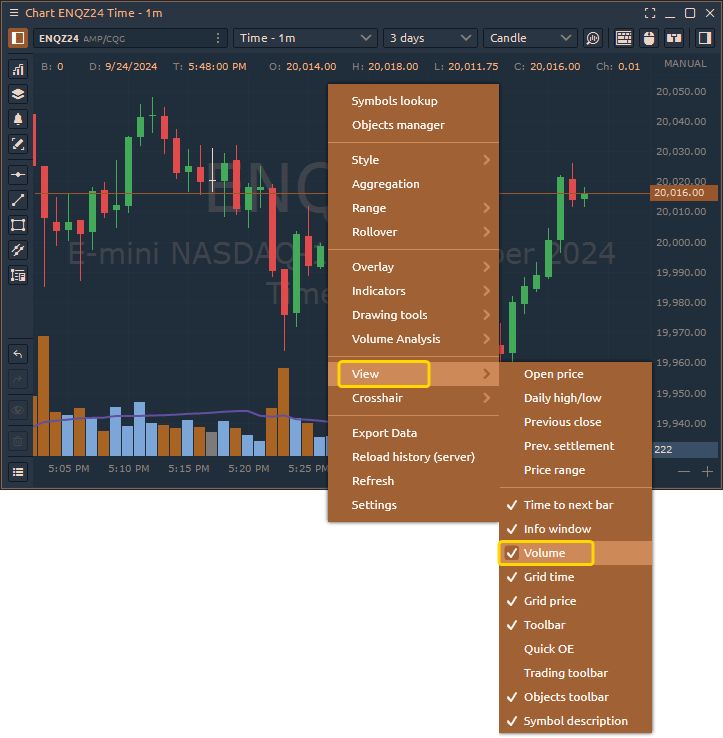 Chart ENQZ24 Time - 1m
ENQZ24 AMP/CQG
Time - 1m
3 days
Candle
B: 0 D: 9/24/2024 T: 5:48:00 PM O: 20,014.00 H: 20,018.00 L: 20,011.75 C: 20,016.00 Ch: 0.01
MANUAL
20,050.00
20,040.00
20,030.00
20,020.00
20,016.00
20,010.00
20,000.00
19,990.00
19,980.00
19,970.00
19,960.00
19,950.00
19,940.00
222
ENQZ
E-mini NASDAQ- ber 2024
Time
5:05 PM 5:10 PM 5:15 PM 5:20 PM 5:25 PM
Symbols lookup
Objects manager
Style
Aggregation
Range
Rollover
Overlay
Indicators
Drawing tools
Volume Analysis
View
Crosshair
Export Data
Reload history (server)
Refresh
Settings
Open price
Daily high/low
Previous close
Prev. settlement
Price range
Time to next bar
Info window
Volume
Grid time
Grid price
Toolbar
Quick OE
Trading toolbar
Objects toolbar
Symbol description